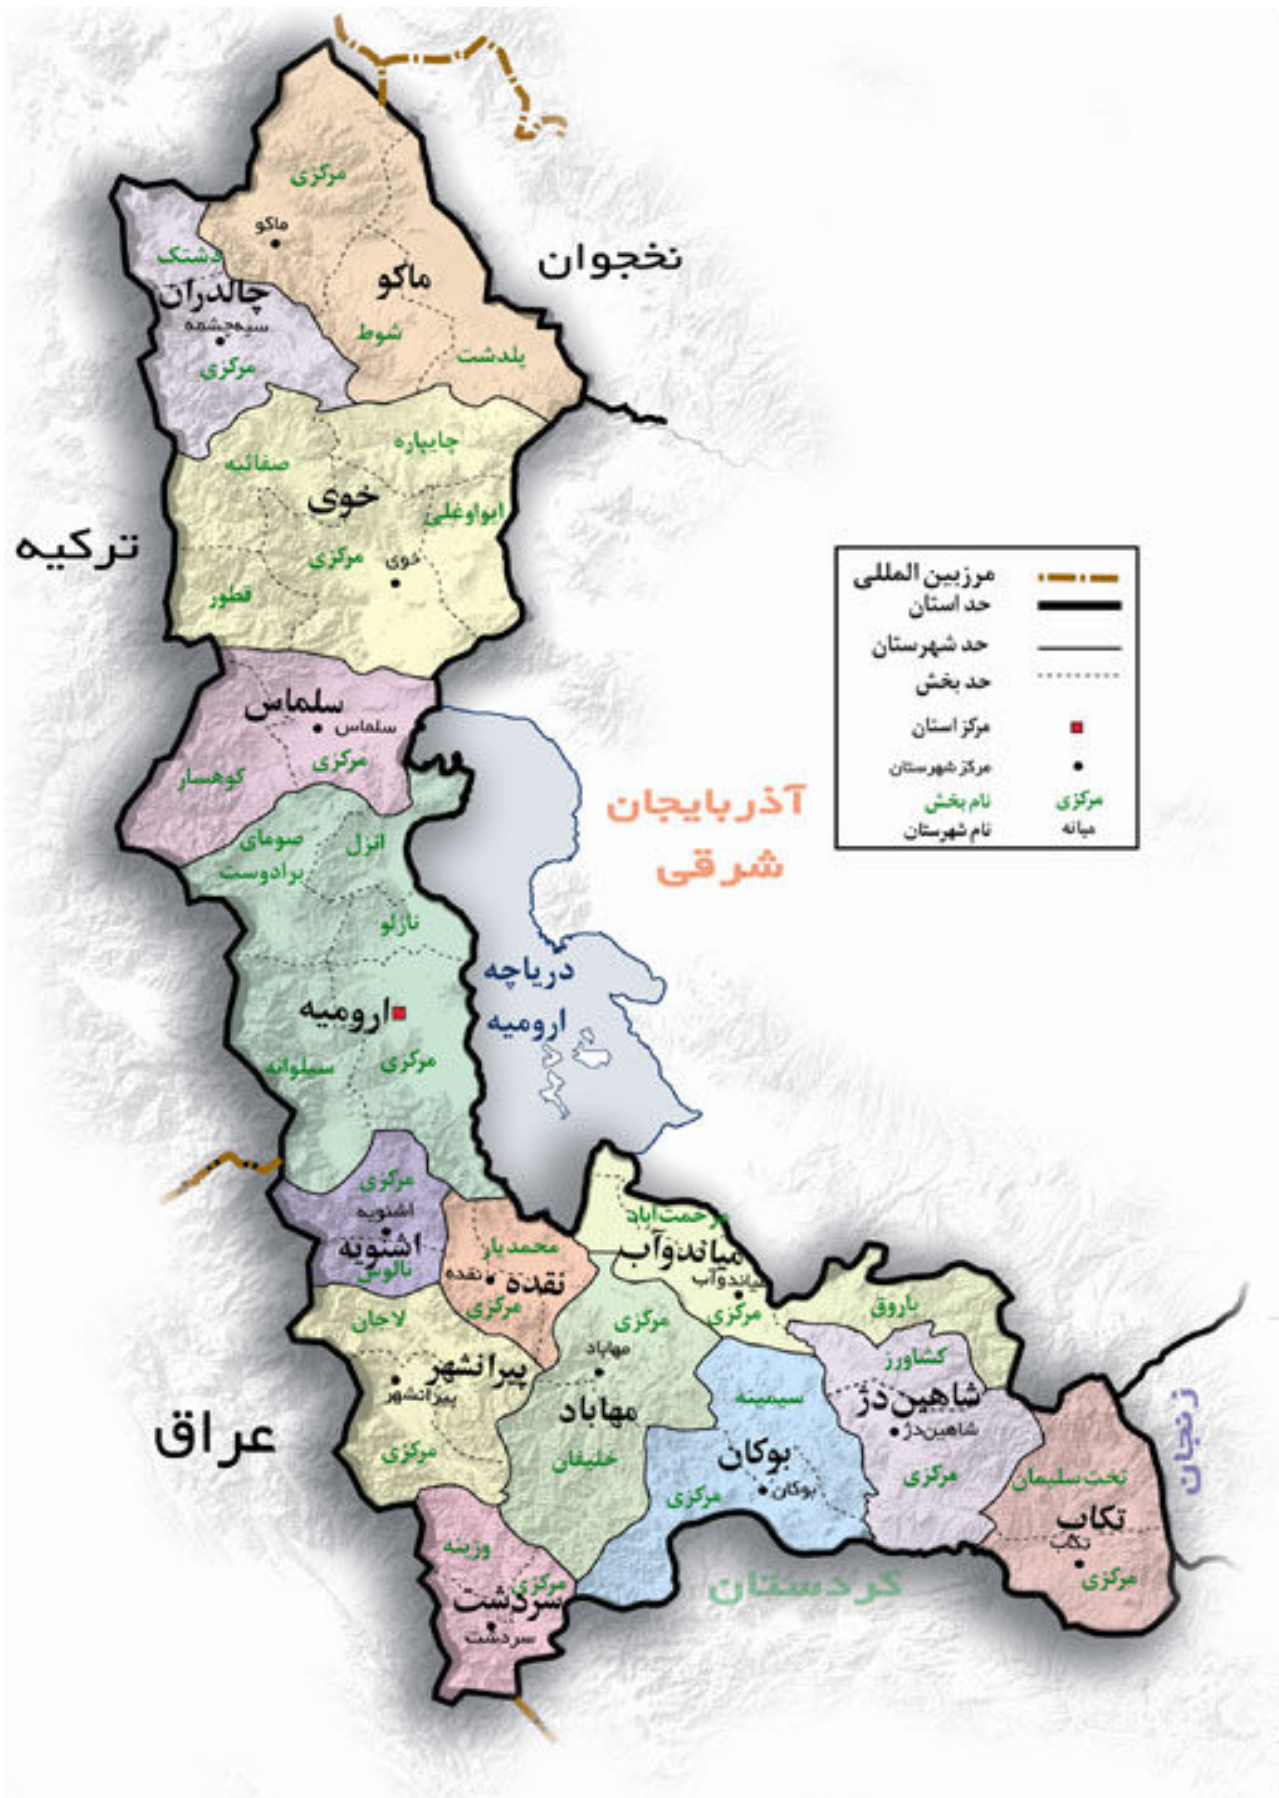 مرکزی
ماکو
نخجوان
دشتک
ماکو
چالدران
سیه‌چشمه
شوط
پلدشت
مرکزی
چایپاره
صفائیه
خوی
ایواوغلی
ترکیه
مرکزی
خوی
قطور
مرزبین المللی
حد استان
حد شهرستان
حد بخش
مرکز استان
مرکز شهرستان
نام بخش
مرکزی
نام شهرستان
میانه
سلماس
سلماس
مرکزی
کوهسار
آذربایجان
شرقی
صومای
برادوست
انزل
نازلو
دریاچه
ارومیه
ارومیه
مرکزی
سیلوانه
مرکزی
اشنویه
اشنویه
نالوس
مرحمت‌آباد
میاندوآب
میاندوآب
مرکزی
محمدیار
نقده
نقده
مرکزی
باروق
لاجان
پیرانشهر
پیرانشهر
مرکزی
مرکزی
مهاباد
مهاباد
خلیفان
کشاورز
شاهین‌دژ
شاهین‌دژ
مرکزی
سیمینه
بوکان
بوکان
مرکزی
عراق
زنجان
تخت سلیمان
تکاب
تکاب
مرکزی
وزینه
مرکزی
سردشت
سردشت
کردستان